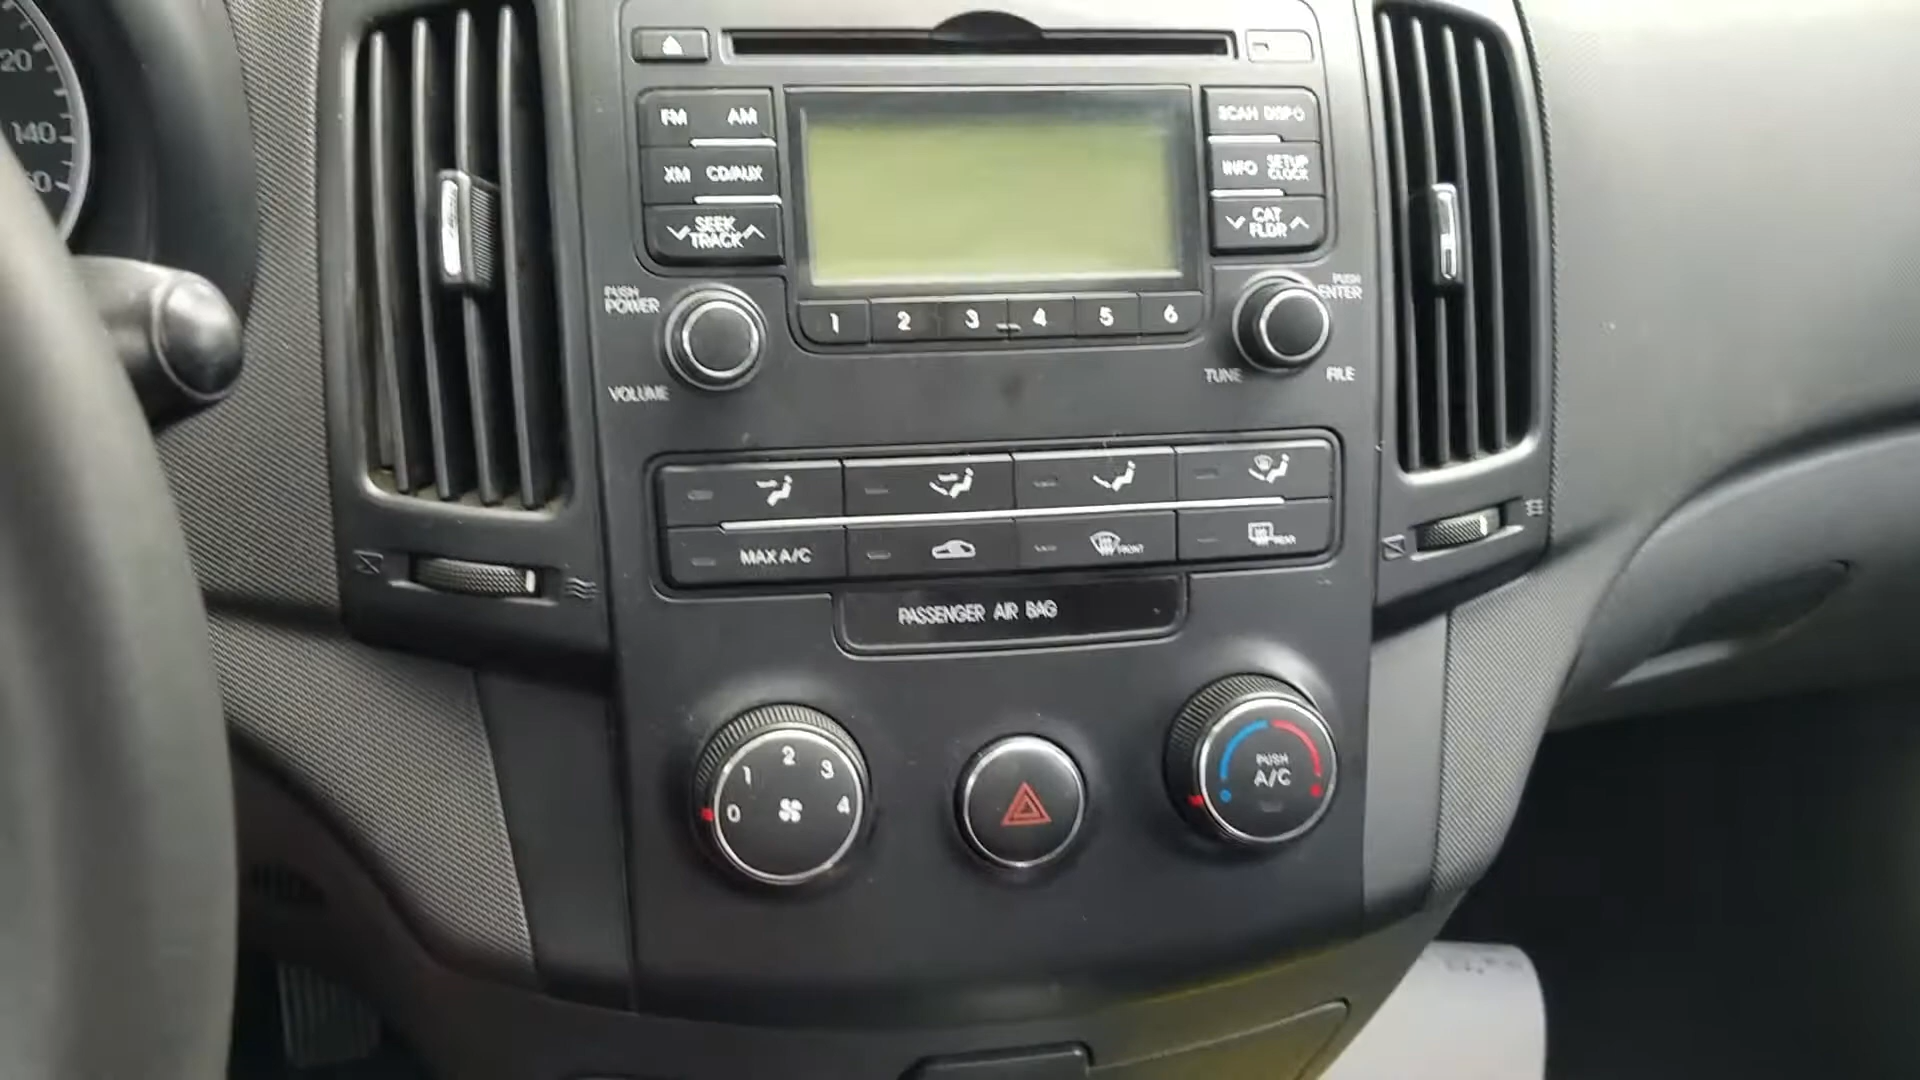 20
140
60
FM AM
SCAN DISP
XM CD/AUX
INFO SETUP CLOCK
SEEK TRACK
CAT FLDR
PUSH POWER
PUSH ENTER
1 2 3 4 5 6
VOLUME
TUNE FILE
MAX A/C
FRONT
REAR
PASSENGER AIR BAG
0 1 2 3 4
PUSH
A/C